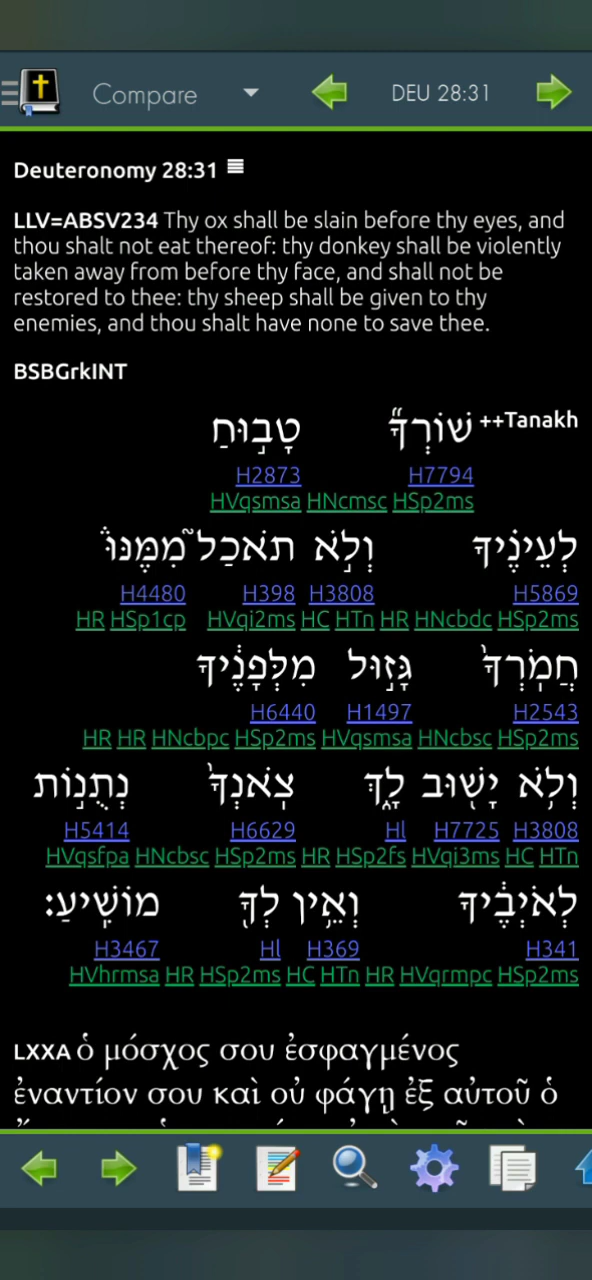 Compare
DEU 28:31
Deuteronomy 28:31
LLV=ABSV234 Thy ox shall be slain before thy eyes, and
thou shalt not eat thereof: thy donkey shall be violently
taken away from before thy face, and shall not be
restored to thee: thy sheep shall be given to thy
enemies, and thou shalt have none to save thee.
BSBGrkINT
++Tanakh שׁוֹרְךָ֞ טָב֣וּחַ
H2873 H7794
HVqsmsa HNcmsc HSp2ms
לְעֵינֶ֗יךָ וְלֹ֣א תֹאכַל֮ מִמֶּנּוּ֒
H4480 H398 H3808 H5869
HR HSp1cp HVqi2ms HC HTn HR HNcbdc HSp2ms
חֲמֹֽרְךָ֙ גָּז֣וּל מִלְּפָנֶ֔יךָ
H6440 H1497 H2543
HR HR HNcbpc HSp2ms HVqsmsa HNcbsc HSp2ms
וְלֹ֥א יָשׁ֖וּב לָ֑ךְ צֹֽאנְךָ֙ נְתֻנ֣וֹת
H5414 H6629 Hl H7725 H3808
HVqsfpa HNcbsc HSp2ms HR HSp2fs HVqi3ms HC HTn
לְאֹיְבֶ֔יךָ וְאֵ֥ין לְךָ֖ מוֹשִֽׁיעַ׃
H3467 Hl H369 H341
HVhrmsa HR HSp2ms HC HTn HR HVqrmpc HSp2ms
LXXA ὁ μόσχος σου ἐσφαγμένος
ἐναντίον σου καὶ οὐ φάγῃ ἐξ αὐτοῦ ὁ